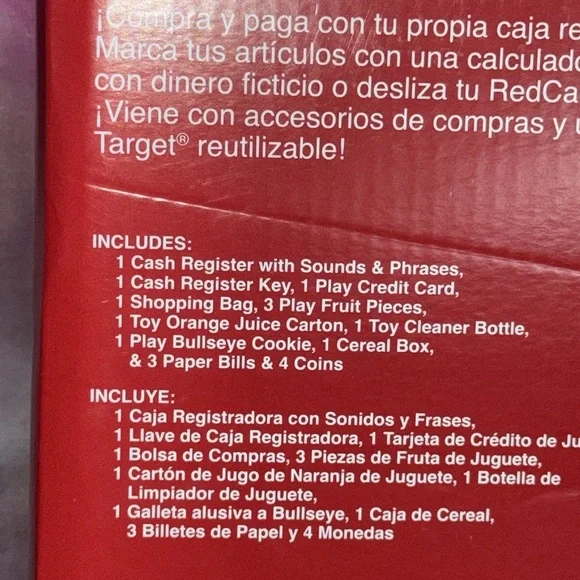 ¡Compra y paga con tu propia caja re
Marca tus artículos con una calculado
con dinero ficticio o desliza tu RedCa
¡Viene con accesorios de compras y u
Target® reutilizable!
INCLUDES:
1 Cash Register with Sounds & Phrases,
1 Cash Register Key, 1 Play Credit Card,
1 Shopping Bag, 3 Play Fruit Pieces,
1 Toy Orange Juice Carton, 1 Toy Cleaner Bottle,
1 Play Bullseye Cookie, 1 Cereal Box,
& 3 Paper Bills & 4 Coins
INCLUYE:
1 Caja Registradora con Sonidos y Frases,
1 Llave de Caja Registradora, 1 Tarjeta de Crédito de Ju
1 Bolsa de Compras, 3 Piezas de Fruta de Juguete,
1 Cartón de Jugo de Naranja de Juguete, 1 Botella de
Limpiador de Juguete,
1 Galleta alusiva a Bullseye, 1 Caja de Cereal,
3 Billetes de Papel y 4 Monedas